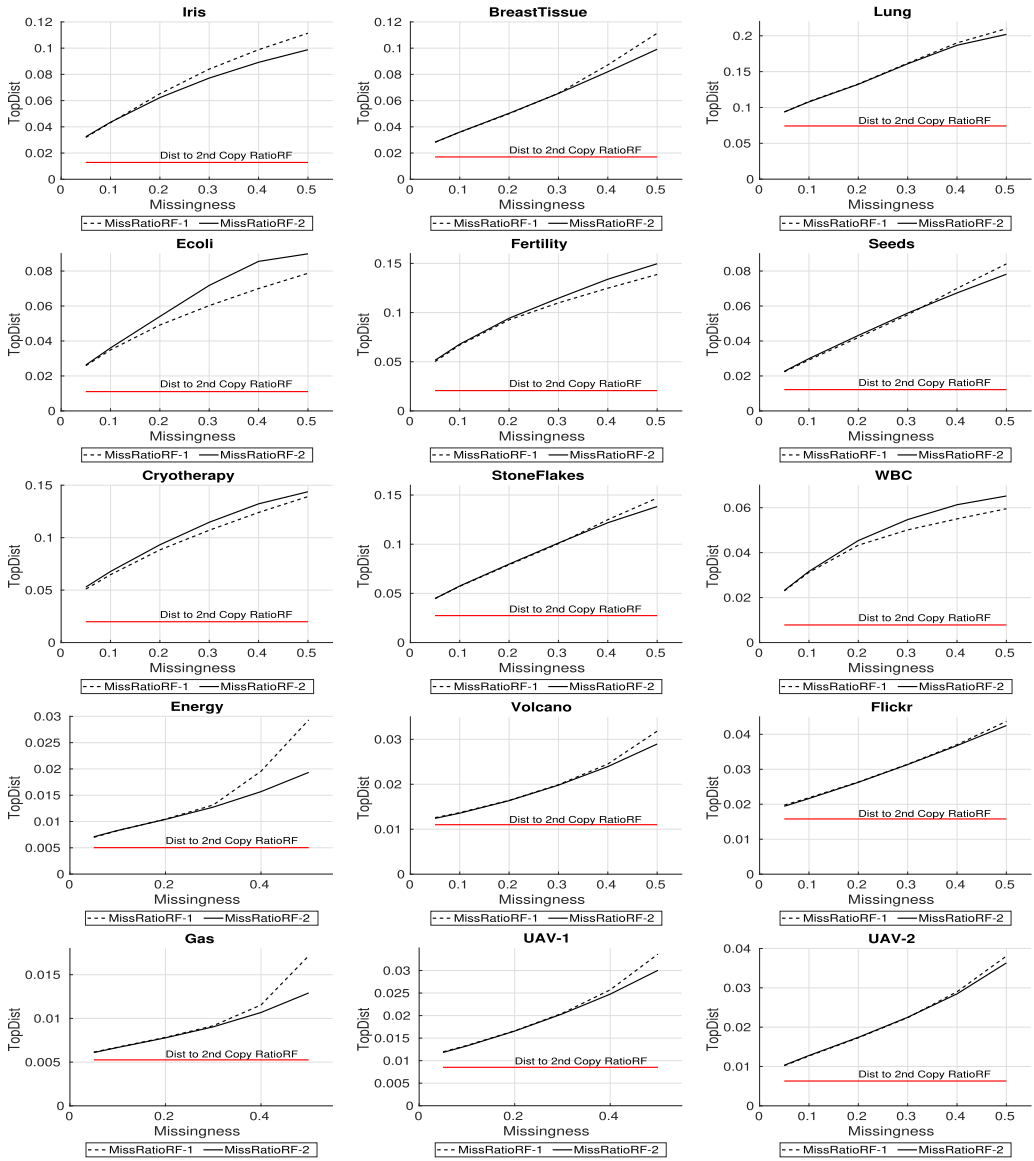 Iris
0.12
0.1
0.08
0.06
0.04
0.02
0
TopDist
Dist to 2nd Copy RatioRF
0 0.1 0.2 0.3 0.4 0.5
Missingness
MissRatioRF-1 MissRatioRF-2
BreastTissue
0.12
0.1
0.08
0.06
0.04
0.02
0
TopDist
Dist to 2nd Copy RatioRF
0 0.1 0.2 0.3 0.4 0.5
Missingness
MissRatioRF-1 MissRatioRF-2
Lung
0.2
0.15
0.1
0.05
0
TopDist
Dist to 2nd Copy RatioRF
0 0.1 0.2 0.3 0.4 0.5
Missingness
MissRatioRF-1 MissRatioRF-2
Ecoli
0.08
0.06
0.04
0.02
0
TopDist
Dist to 2nd Copy RatioRF
0 0.1 0.2 0.3 0.4 0.5
Missingness
MissRatioRF-1 MissRatioRF-2
Fertility
0.15
0.1
0.05
0
TopDist
Dist to 2nd Copy RatioRF
0 0.1 0.2 0.3 0.4 0.5
Missingness
MissRatioRF-1 MissRatioRF-2
Seeds
0.08
0.06
0.04
0.02
0
TopDist
Dist to 2nd Copy RatioRF
0 0.1 0.2 0.3 0.4 0.5
Missingness
MissRatioRF-1 MissRatioRF-2
Cryotherapy
0.15
0.1
0.05
0
TopDist
Dist to 2nd Copy RatioRF
0 0.1 0.2 0.3 0.4 0.5
Missingness
MissRatioRF-1 MissRatioRF-2
StoneFlakes
0.15
0.1
0.05
0
TopDist
Dist to 2nd Copy RatioRF
0 0.1 0.2 0.3 0.4 0.5
Missingness
MissRatioRF-1 MissRatioRF-2
WBC
0.06
0.04
0.02
0
TopDist
Dist to 2nd Copy RatioRF
0 0.1 0.2 0.3 0.4 0.5
Missingness
MissRatioRF-1 MissRatioRF-2
Energy
0.03
0.025
0.02
0.015
0.01
0.005
0
TopDist
Dist to 2nd Copy RatioRF
0 0.2 0.4
Missingness
MissRatioRF-1 MissRatioRF-2
Volcano
0.03
0.02
0.01
0
TopDist
Dist to 2nd Copy RatioRF
0 0.1 0.2 0.3 0.4 0.5
Missingness
MissRatioRF-1 MissRatioRF-2
Flickr
0.04
0.03
0.02
0.01
0
TopDist
Dist to 2nd Copy RatioRF
0 0.1 0.2 0.3 0.4 0.5
Missingness
MissRatioRF-1 MissRatioRF-2
Gas
0.015
0.01
0.005
0
TopDist
Dist to 2nd Copy RatioRF
0 0.2 0.4
Missingness
MissRatioRF-1 MissRatioRF-2
UAV-1
0.03
0.025
0.02
0.015
0.01
0.005
0
TopDist
Dist to 2nd Copy RatioRF
0 0.2 0.4
Missingness
MissRatioRF-1 MissRatioRF-2
UAV-2
0.04
0.03
0.02
0.01
0
TopDist
Dist to 2nd Copy RatioRF
0 0.1 0.2 0.3 0.4 0.5
Missingness
MissRatioRF-1 MissRatioRF-2